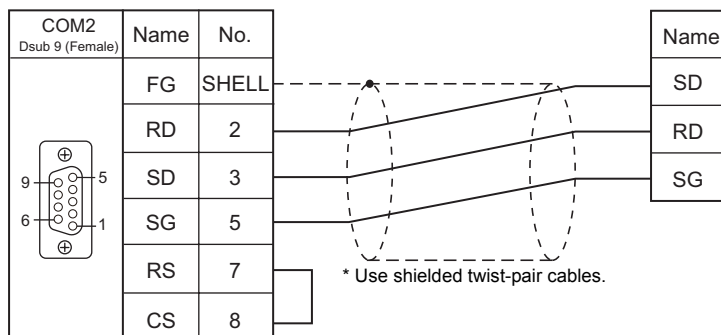 COM2
Dsub 9 (Female)
Name No.
FG SHELL
RD 2
SD 3
SG 5
RS 7
CS 8
9 5
6 1
Name
SD
RD
SG
* Use shielded twist-pair cables.